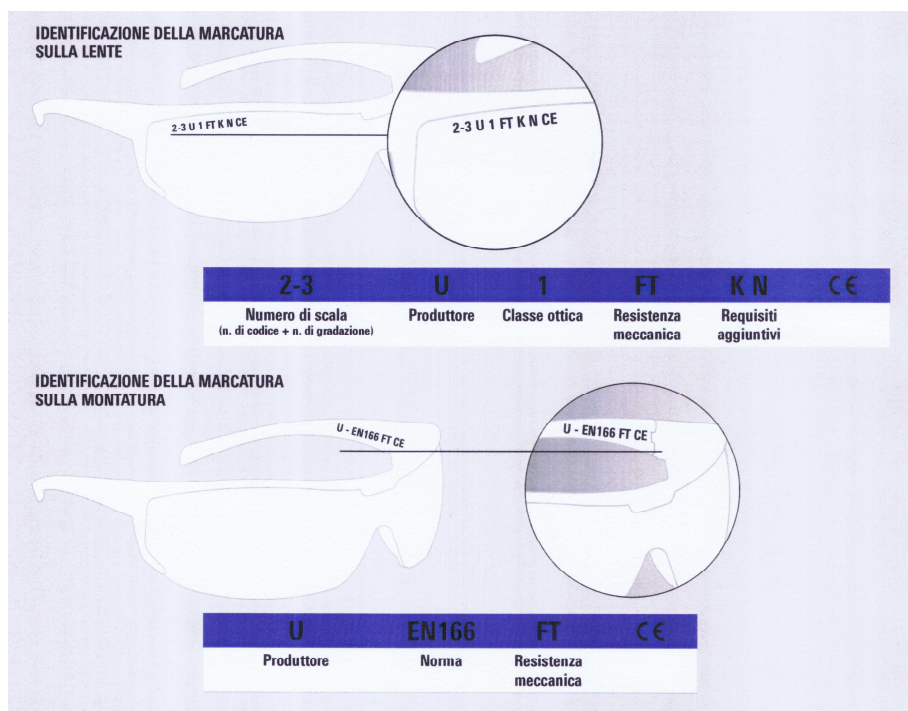 IDENTIFICAZIONE DELLA MARCATURA
SULLA LENTE
2-3 U 1 FT K N CE
2-3 U 1 FT K N CE
2-3 U 1 FT K N CE
Numero di scala Produttore Classe ottica Resistenza Requisiti
(n. di codice + n. di gradazione) meccanica aggiuntivi
IDENTIFICAZIONE DELLA MARCATURA
SULLA MONTATURA
U - EN166 FT CE
U - EN166 FT CE
U EN166 FT CE
Produttore Norma Resistenza
meccanica